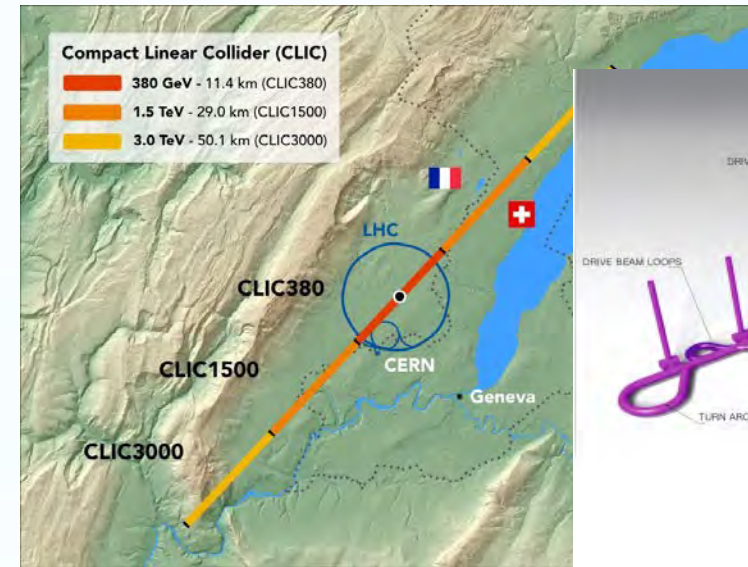 Compact Linear Collider (CLIC)
380 GeV - 11.4 km (CLIC380)
1.5 TeV - 29.0 km (CLIC1500)
3.0 TeV - 50.1 km (CLIC3000)
LHC
CLIC380
CERN
CLIC1500
Geneva
CLIC3000
DRIVE BEAM LOOPS